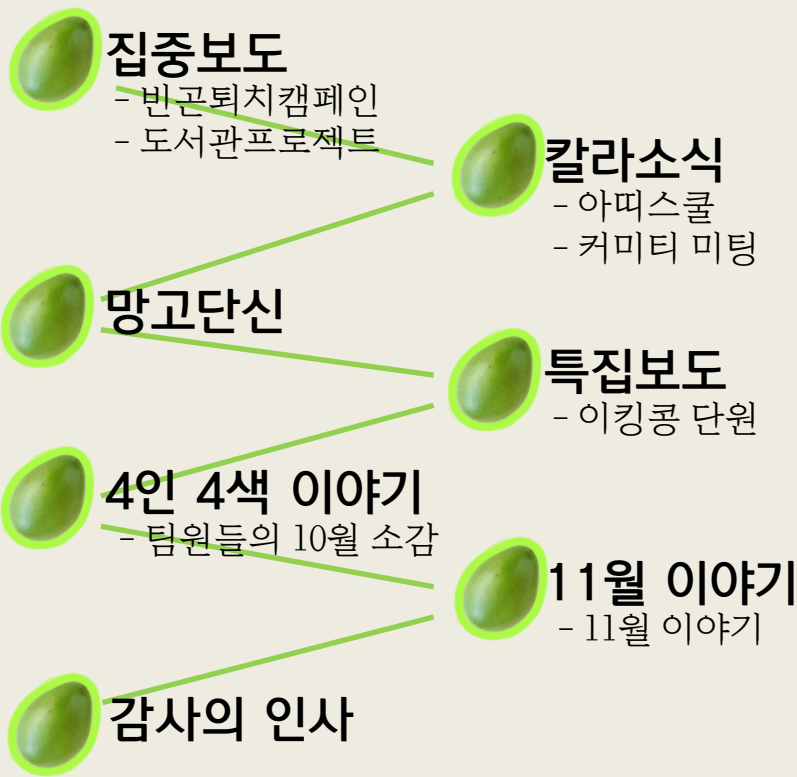 집중보도
- 빈곤퇴치캠페인
- 도서관프로젝트
칼라소식
- 아띠스쿨
- 커미티 미팅
망고단신
특집보도
- 이킹콩 단원
4인 4색 이야기
- 팀원들의 10월 소감
11월 이야기
- 11월 이야기
감사의 인사